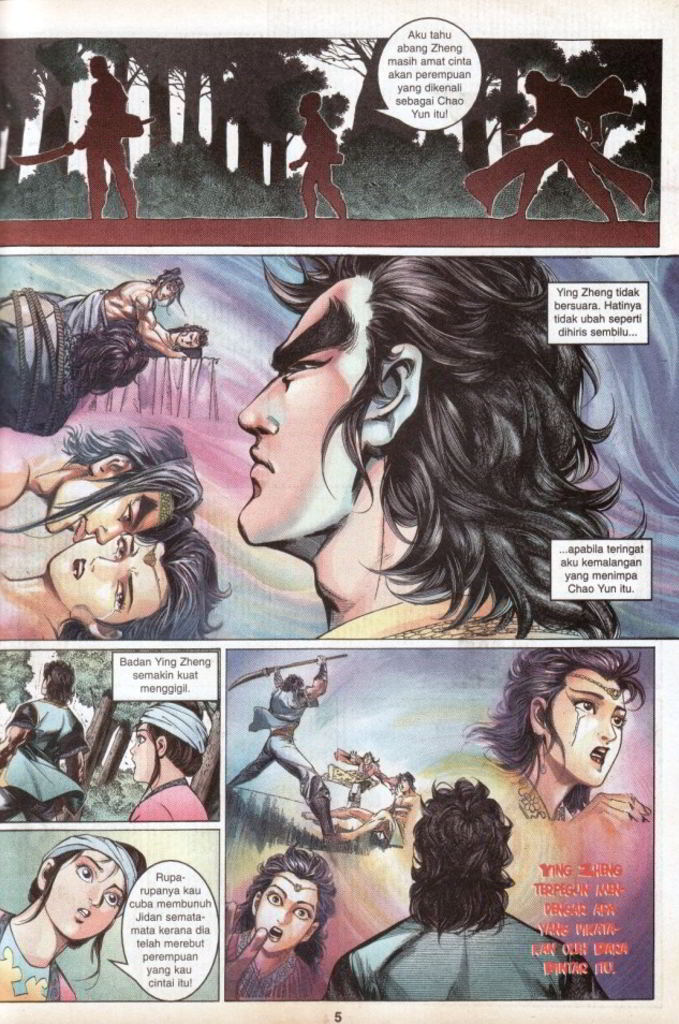 Aku tahu
abang Zheng
masih amat cinta
akan perempuan
yang dikenali
sebagai Chao
Yun itu!
Ying Zheng tidak
bersuara. Hatinya
tidak ubah seperti
dihiris sembilu...
...apabila teringat
aku kemalangan
yang menimpa
Chao Yun itu.
Badan Ying Zheng
semakin kuat
menggigil.
Rupa-
rupanya kau
cuba membunuh
Jidan semata-
mata kerana dia
telah merebut
perempuan
yang kau
cintai itu!
YING ZHENG
TERPEGUN MEN-
DENGAR APA
YANG DIKATA-
KAN OLEH DARA
BINTAR ITU.
5